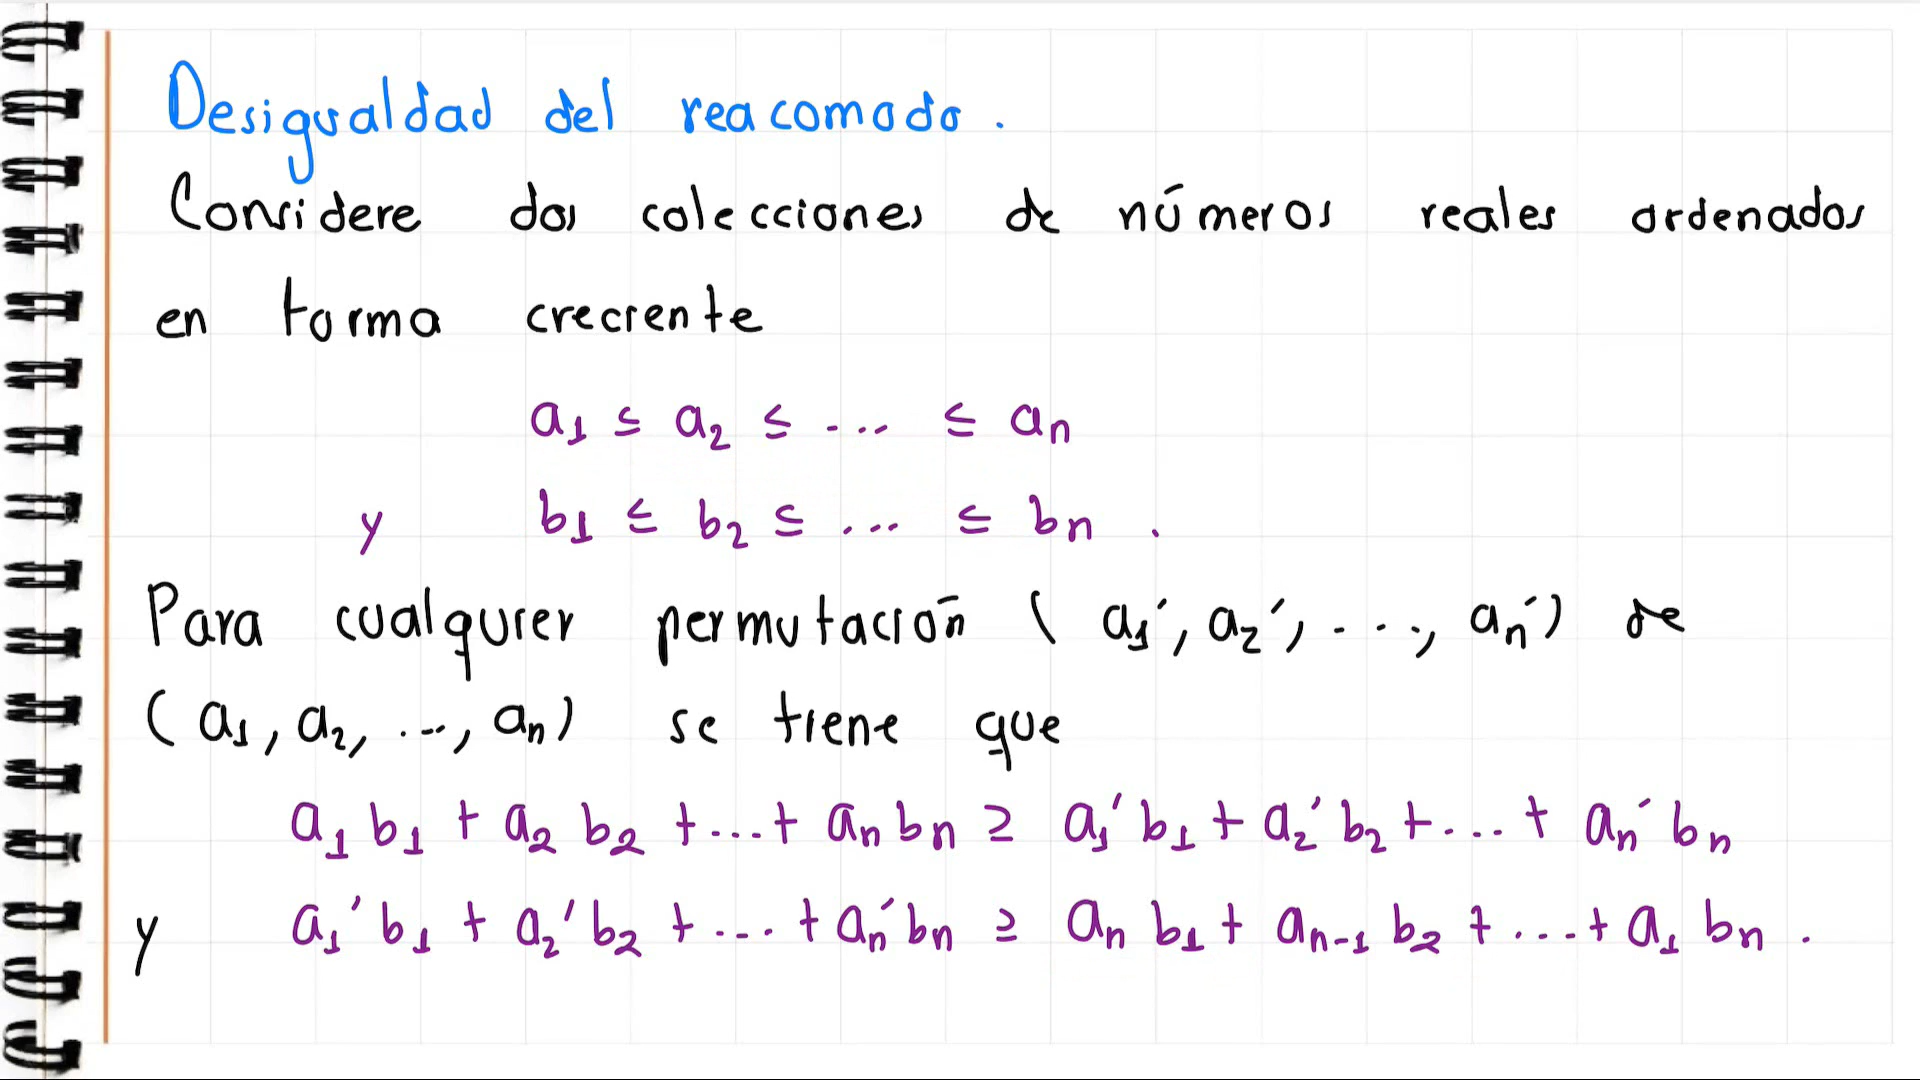 Desigualdad del reacomodo.
Considere dos colecciones de números reales ordenados
en forma creciente
a₁ ≤ a₂ ≤ ... ≤ aₙ
y b₁ ≤ b₂ ≤ ... ≤ bₙ .
Para cualquier permutación (a₁', a₂', ..., aₙ') de
(a₁, a₂, ..., aₙ) se tiene que
a₁b₁ + a₂b₂ + ... + aₙbₙ ≥ a₁'b₁ + a₂'b₂ + ... + aₙ'bₙ
y a₁'b₁ + a₂'b₂ + ... + aₙ'bₙ ≥ aₙb₁ + aₙ₋₁b₂ + ... + a₁bₙ .